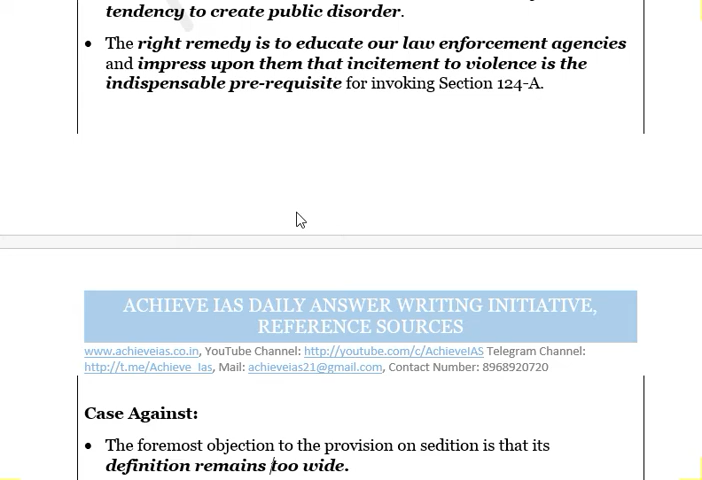 tendency to create public disorder.
• The right remedy is to educate our law enforcement agencies
and impress upon them that incitement to violence is the
indispensable pre-requisite for invoking Section 124-A.
ACHIEVE IAS DAILY ANSWER WRITING INITIATIVE,
REFERENCE SOURCES
www.achieveias.co.in, YouTube Channel: http://youtube.com/c/AchieveIAS Telegram Channel:
http://t.me/Achieve_Ias, Mail: achieveias21@gmail.com, Contact Number: 8968920720
Case Against:
• The foremost objection to the provision on sedition is that its
definition remains too wide.